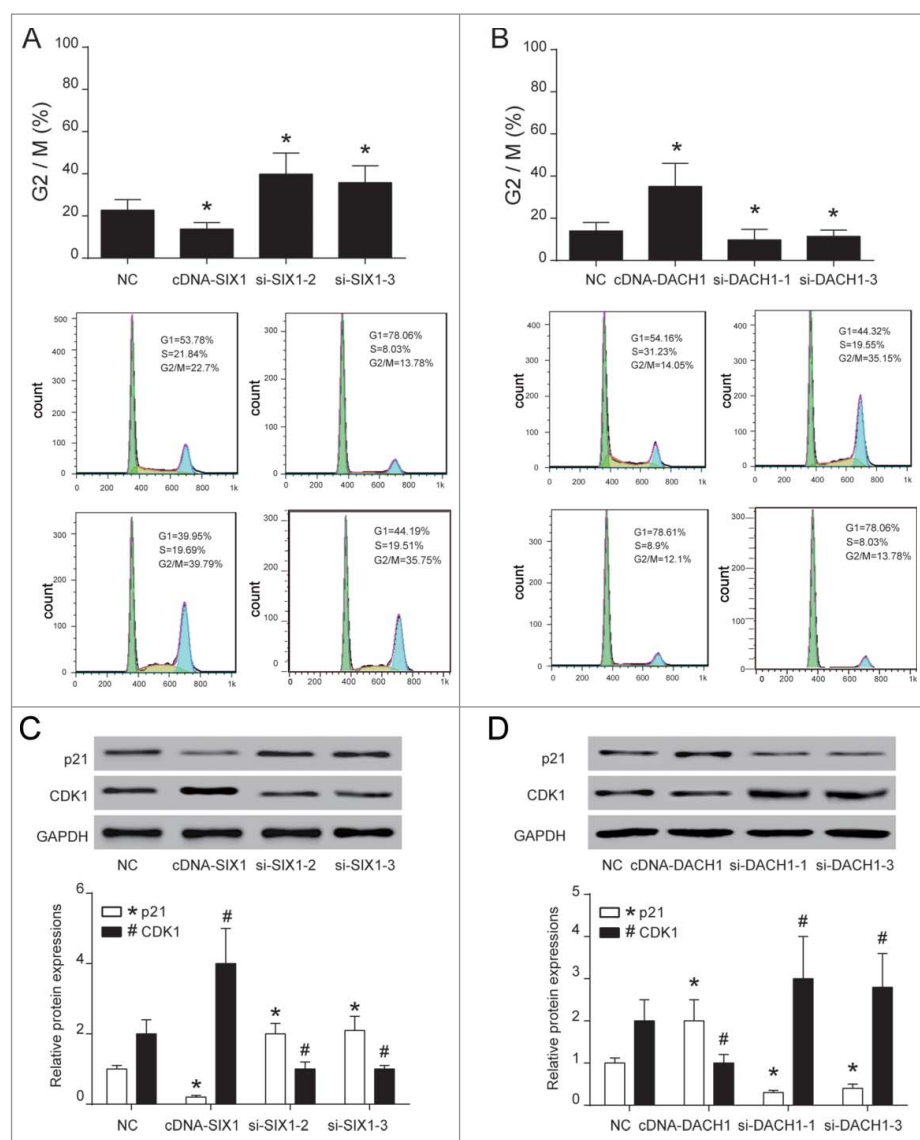 A
G2 / M (%)
100
80
60
40
20
0
*
*
*
NC
cDNA-SIX1
si-SIX1-2
si-SIX1-3
B
G2 / M (%)
100
80
60
40
20
0
*
*
*
NC
cDNA-DACH1
si-DACH1-1
si-DACH1-3
count
500
400
300
200
100
0
G1=53.78%
S=21.84%
G2/M=22.7%
0 200 400 600 800 1k
count
300
200
100
0
G1=78.06%
S=8.03%
G2/M=13.78%
0 200 400 600 800 1k
count
300
200
100
0
G1=39.95%
S=19.69%
G2/M=39.79%
0 200 400 600 800 1k
count
300
200
100
0
G1=44.19%
S=19.51%
G2/M=35.75%
0 200 400 600 800 1k
count
400
300
200
100
0
G1=54.16%
S=31.23%
G2/M=14.05%
0 200 400 600 800 1k
count
400
300
200
100
0
G1=44.32%
S=19.55%
G2/M=35.15%
0 200 400 600 800 1k
count
300
200
100
0
G1=78.61%
S=8.9%
G2/M=12.1%
0 200 400 600 800 1k
count
300
200
100
0
G1=78.06%
S=8.03%
G2/M=13.78%
0 200 400 600 800 1k
C
p21
CDK1
GAPDH
NC cDNA-SIX1 si-SIX1-2 si-SIX1-3
Relative protein expressions
6
4
2
0
* p21
# CDK1
*
#
*
#
*
#
NC cDNA-SIX1 si-SIX1-2 si-SIX1-3
D
p21
CDK1
GAPDH
NC cDNA-DACH1 si-DACH1-1 si-DACH1-3
Relative protein expressions
5
4
3
2
1
0
* p21
# CDK1
*
#
*
#
*
#
NC cDNA-DACH1 si-DACH1-1 si-DACH1-3